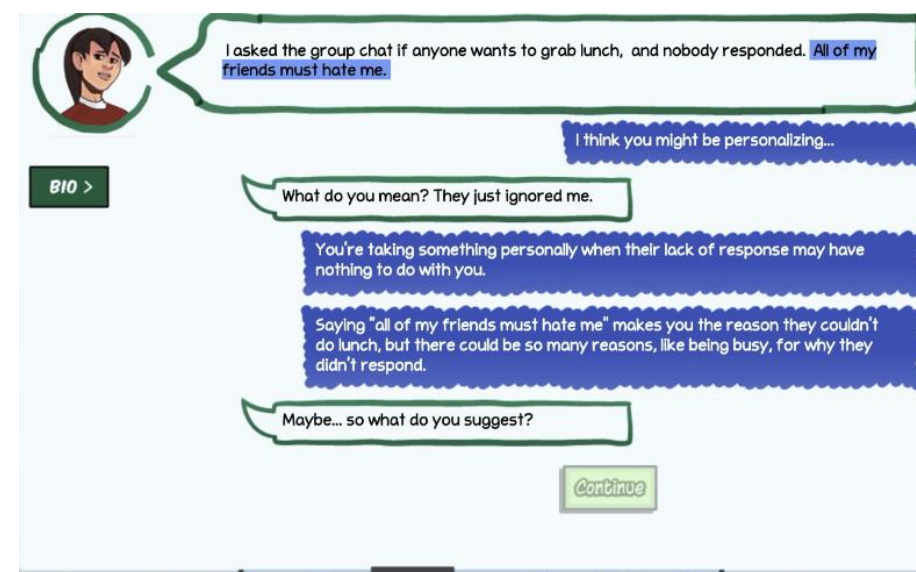 I asked the group chat if anyone wants to grab lunch, and nobody responded. All of my
friends must hate me.
I think you might be personalizing...
BIO >
What do you mean? They just ignored me.
You're taking something personally when their lack of response may have
nothing to do with you.
Saying "all of my friends must hate me" makes you the reason they couldn't
do lunch, but there could be so many reasons, like being busy, for why they
didn't respond.
Maybe... so what do you suggest?
Continue